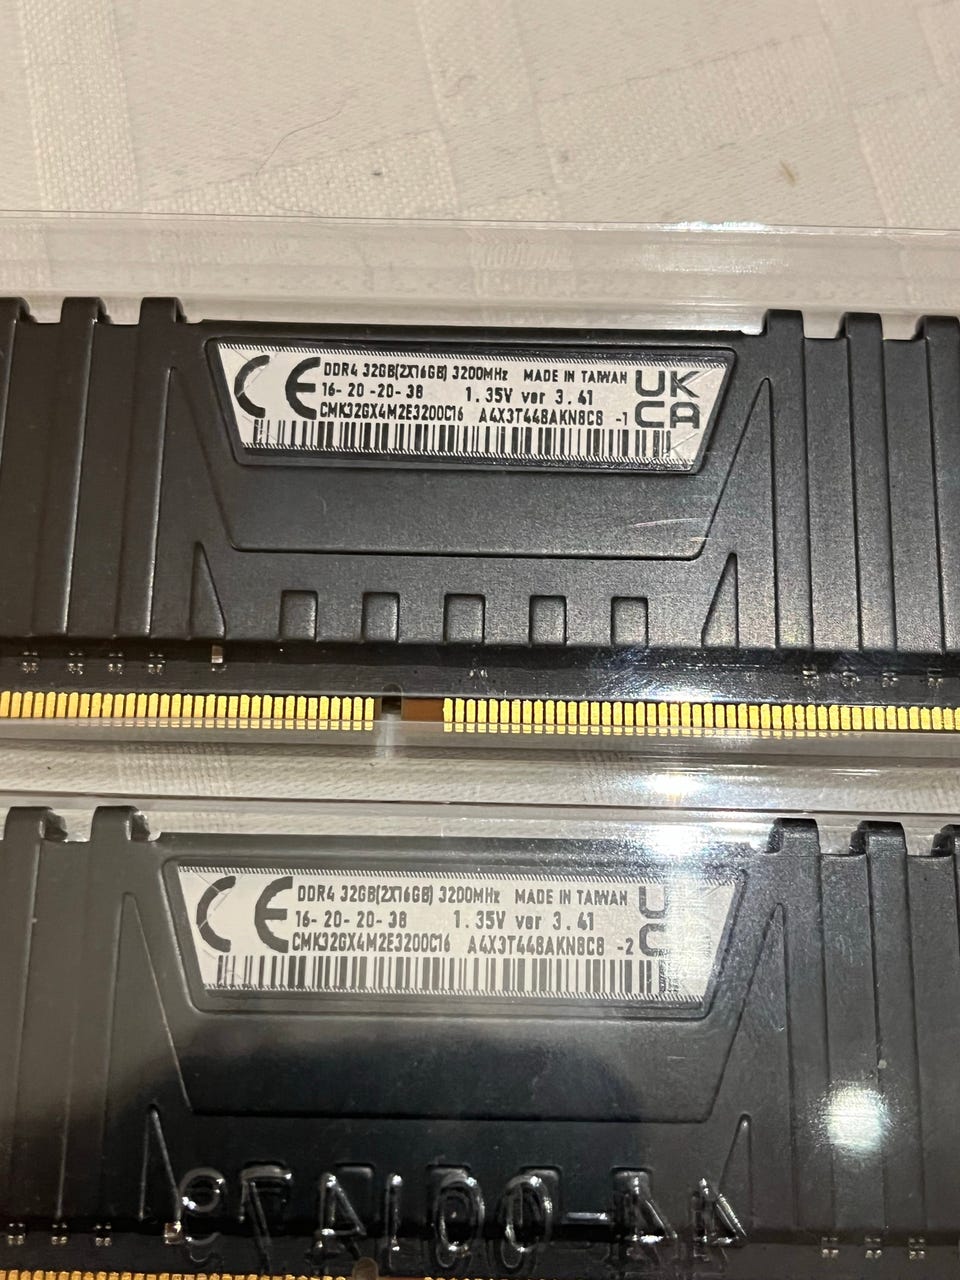 CE DDR4 32GB(2X16GB) 3200MHz MADE IN TAIWAN UK
16-20-20-38 1.35V ver 3.41 CA
CMK32GX4M2E3200C16 A4X3T448AKN8C8 -1
CE DDR4 32GB(2X16GB) 3200MHz MADE IN TAIWAN
16-20-20-38 1.35V ver 3.41
CMK32GX4M2E3200C16 A4X3T448AKN8C8 -2